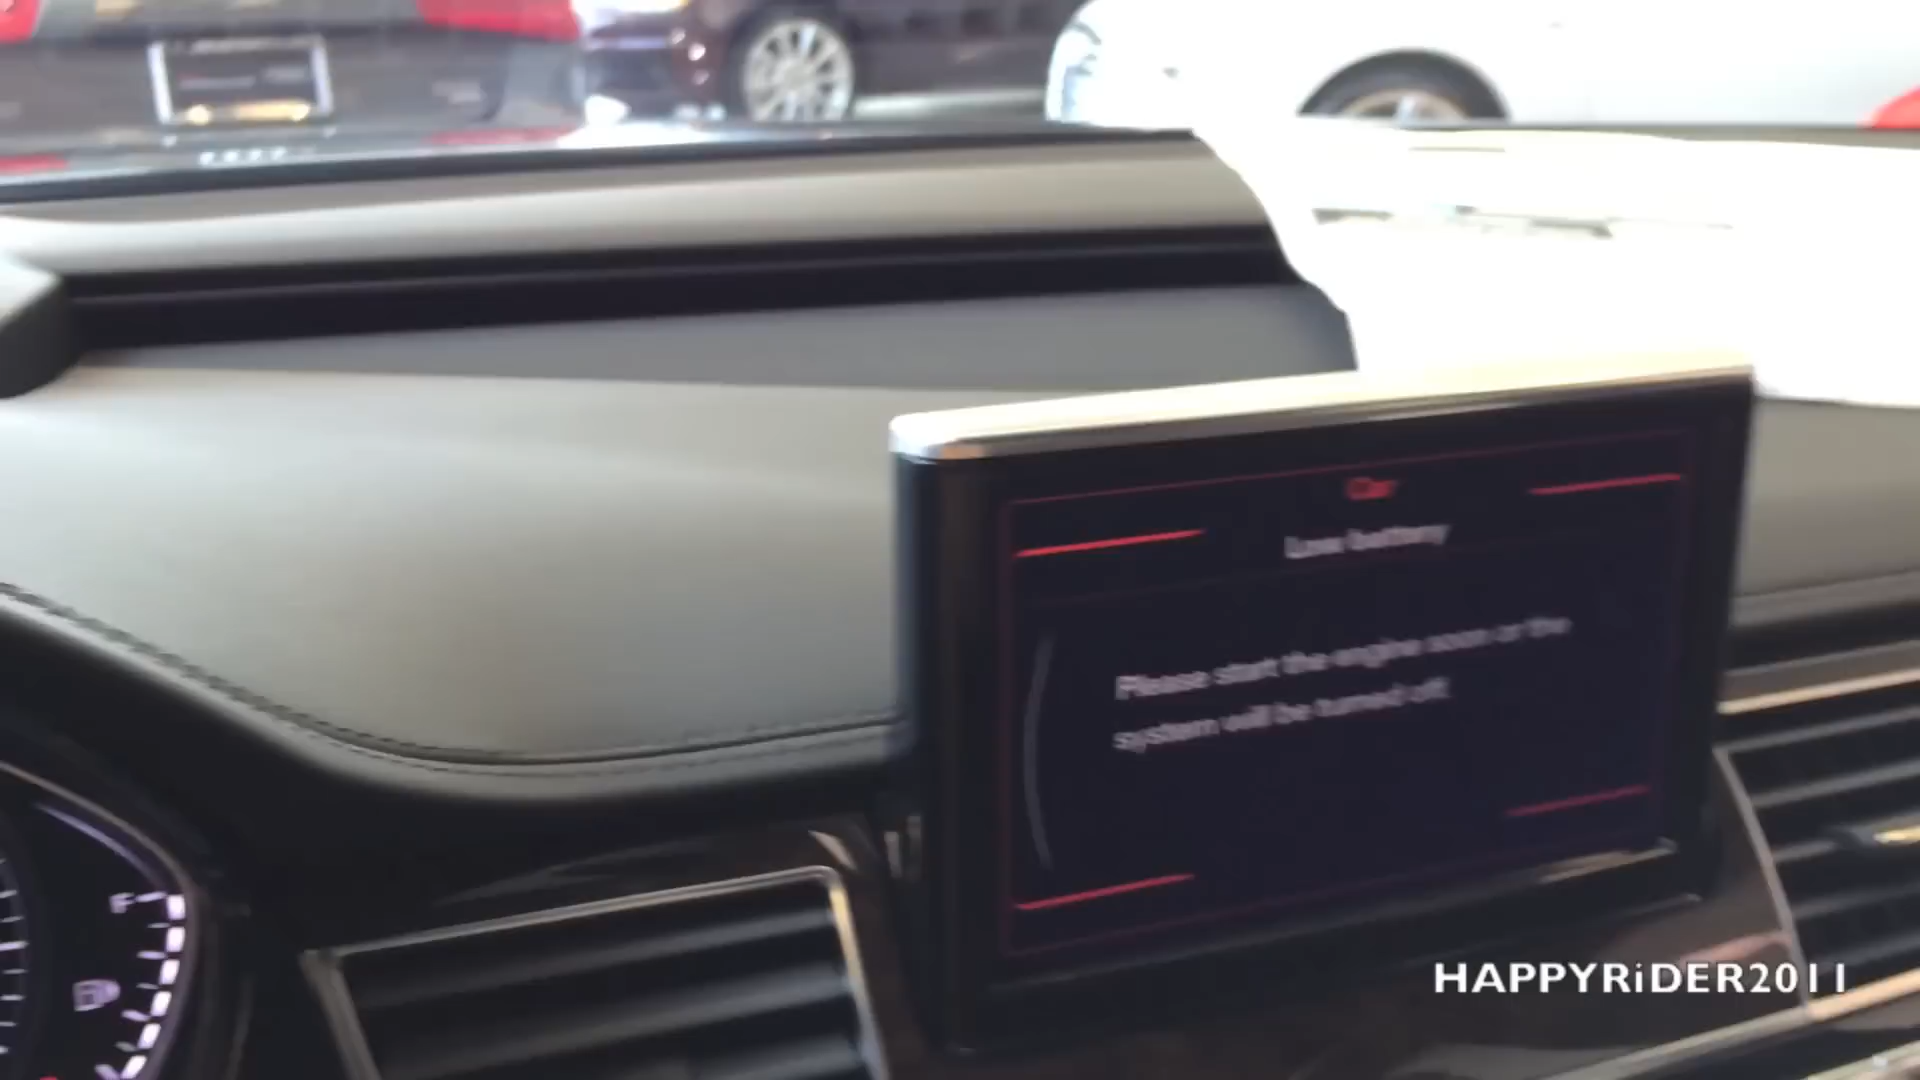 Car
Low battery
Please start the engine soon or the
system will be turned off.
F
HAPPYRiDER2011